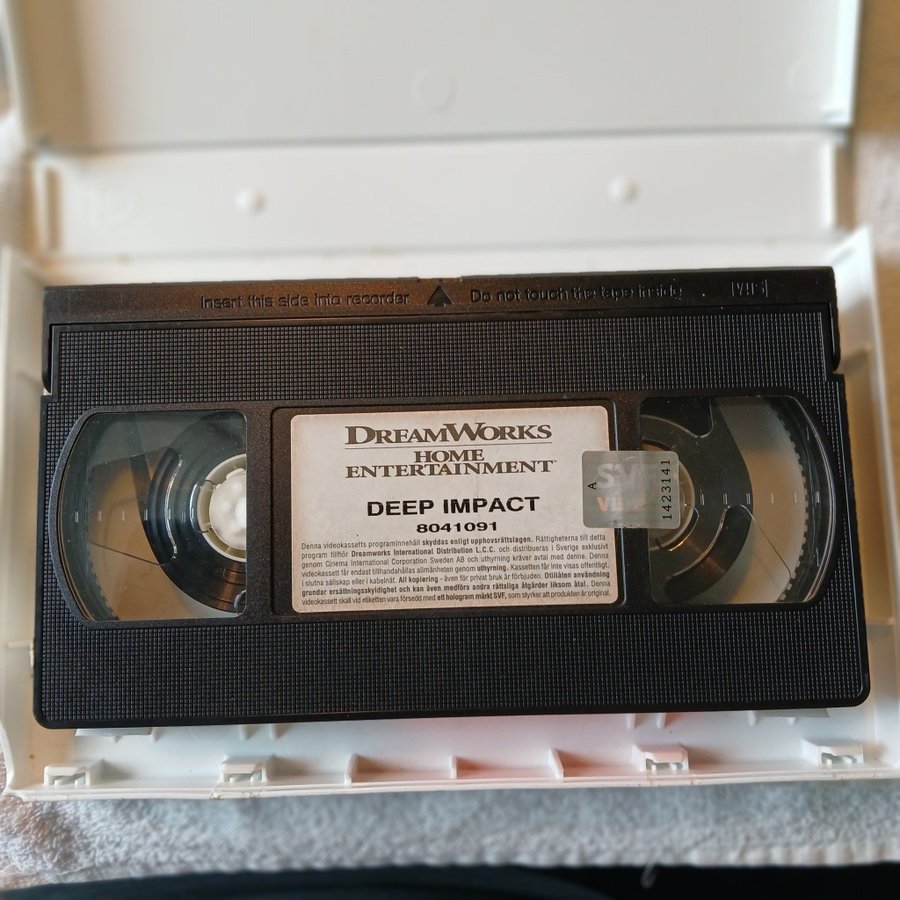 Insert this side into recorder
Do not touch the tape inside
VHS
DREAMWORKS
HOME
ENTERTAINMENT
DEEP IMPACT
8041091
Denna videokassetts programinnehåll skyddas enligt upphovsrättslagen. Rättigheterna till detta
program tillhör Dreamworks International Distribution L.C.C. och distribueras i Sverige exklusivt
genom Cinema International Corporation Sweden AB och uthyrning kräver avtal med denne. Denna
videokassett får endast tillhandahållas allmänheten genom uthyrning. Kassetten får inte visas offentligt,
i slutna sällskap eller i kabelnät. All kopiering - även för privat bruk är förbjuden. Otillåten användning
grundar ersättningsskyldighet och kan även medföra andra rättsliga åtgärder liksom åtal. Denna
videokassett skall vid etiketten vara försedd med ett hologram märkt SVF, som styrker att produkten är original.
A
SVF
VIDEO
1423141